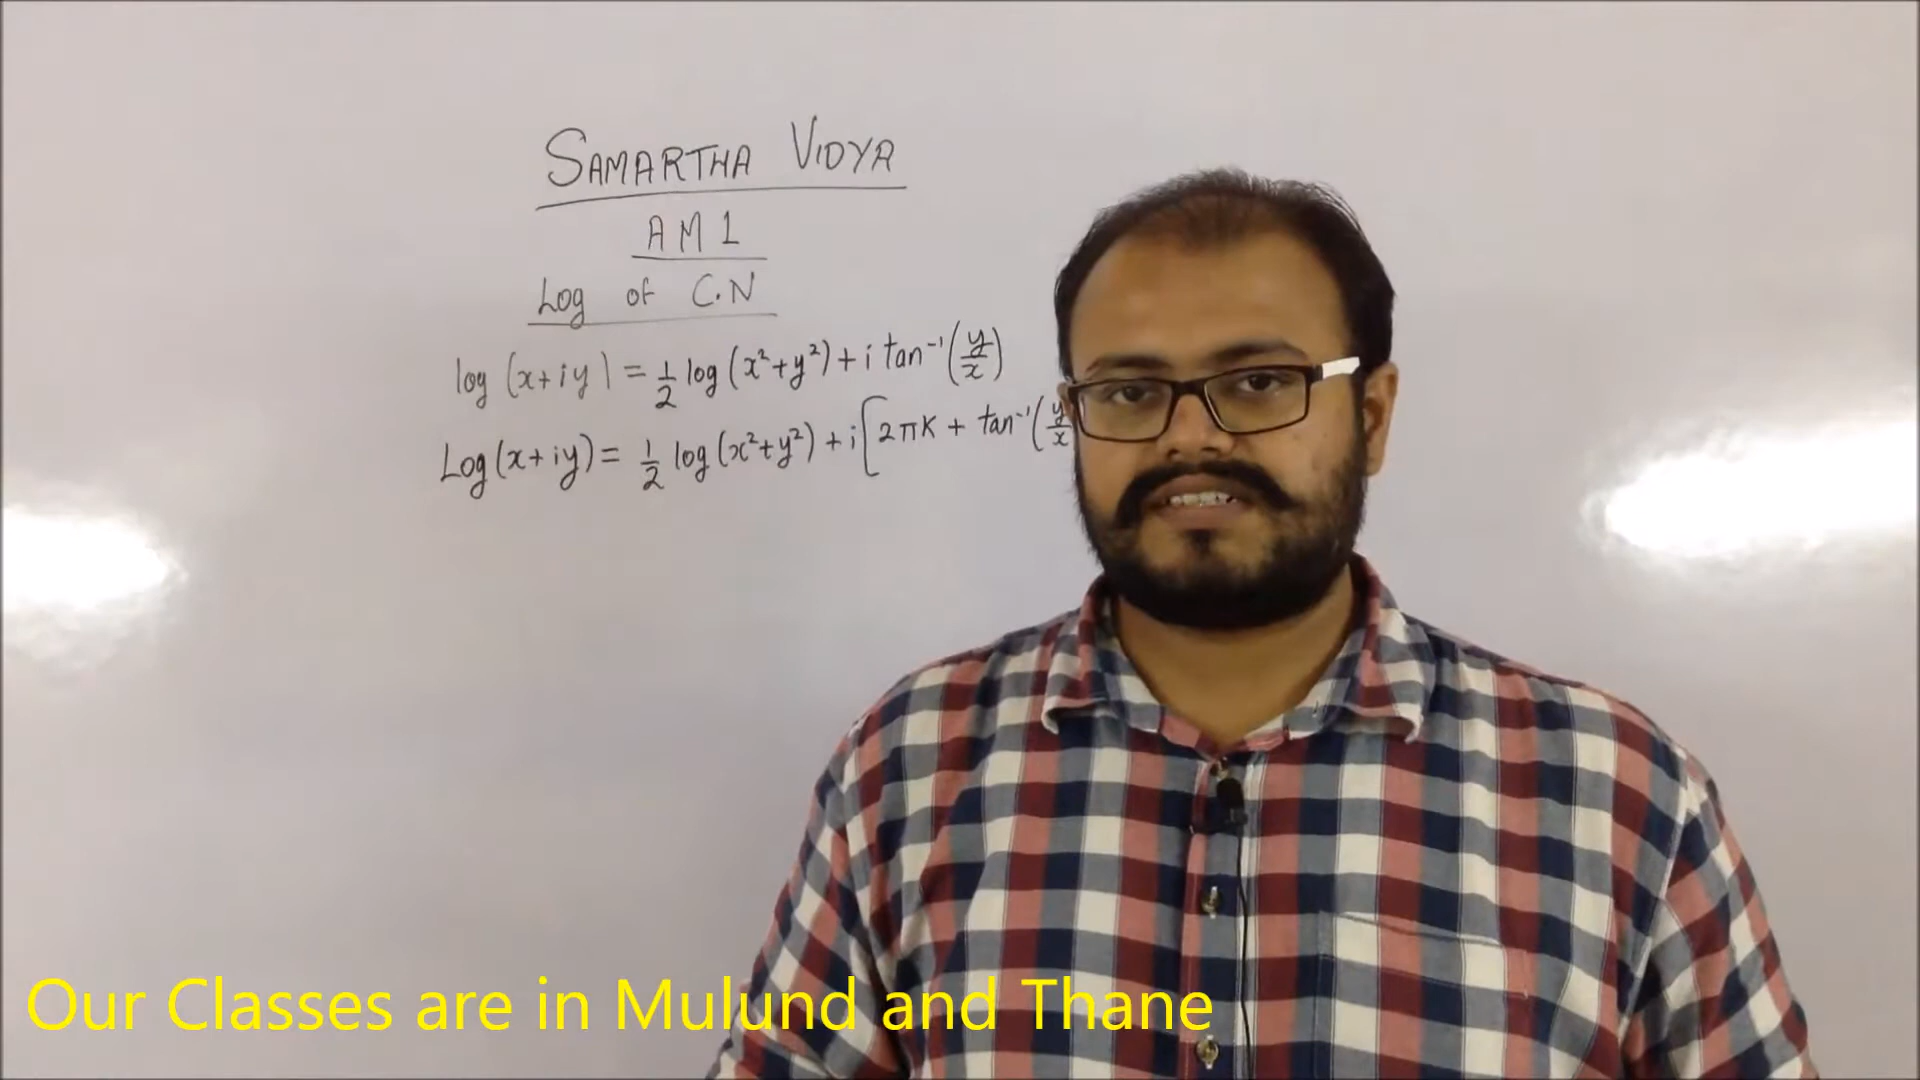 SAMARTHA VIDYA
AM 1
Log of C.N
log (x+iy) = 1/2 log (x²+y²) + i tan⁻¹ (y/x)
Log (x+iy) = 1/2 log (x²+y²) + i [2πK + tan⁻¹ (y/x
Our Classes are in Mulund and Thane